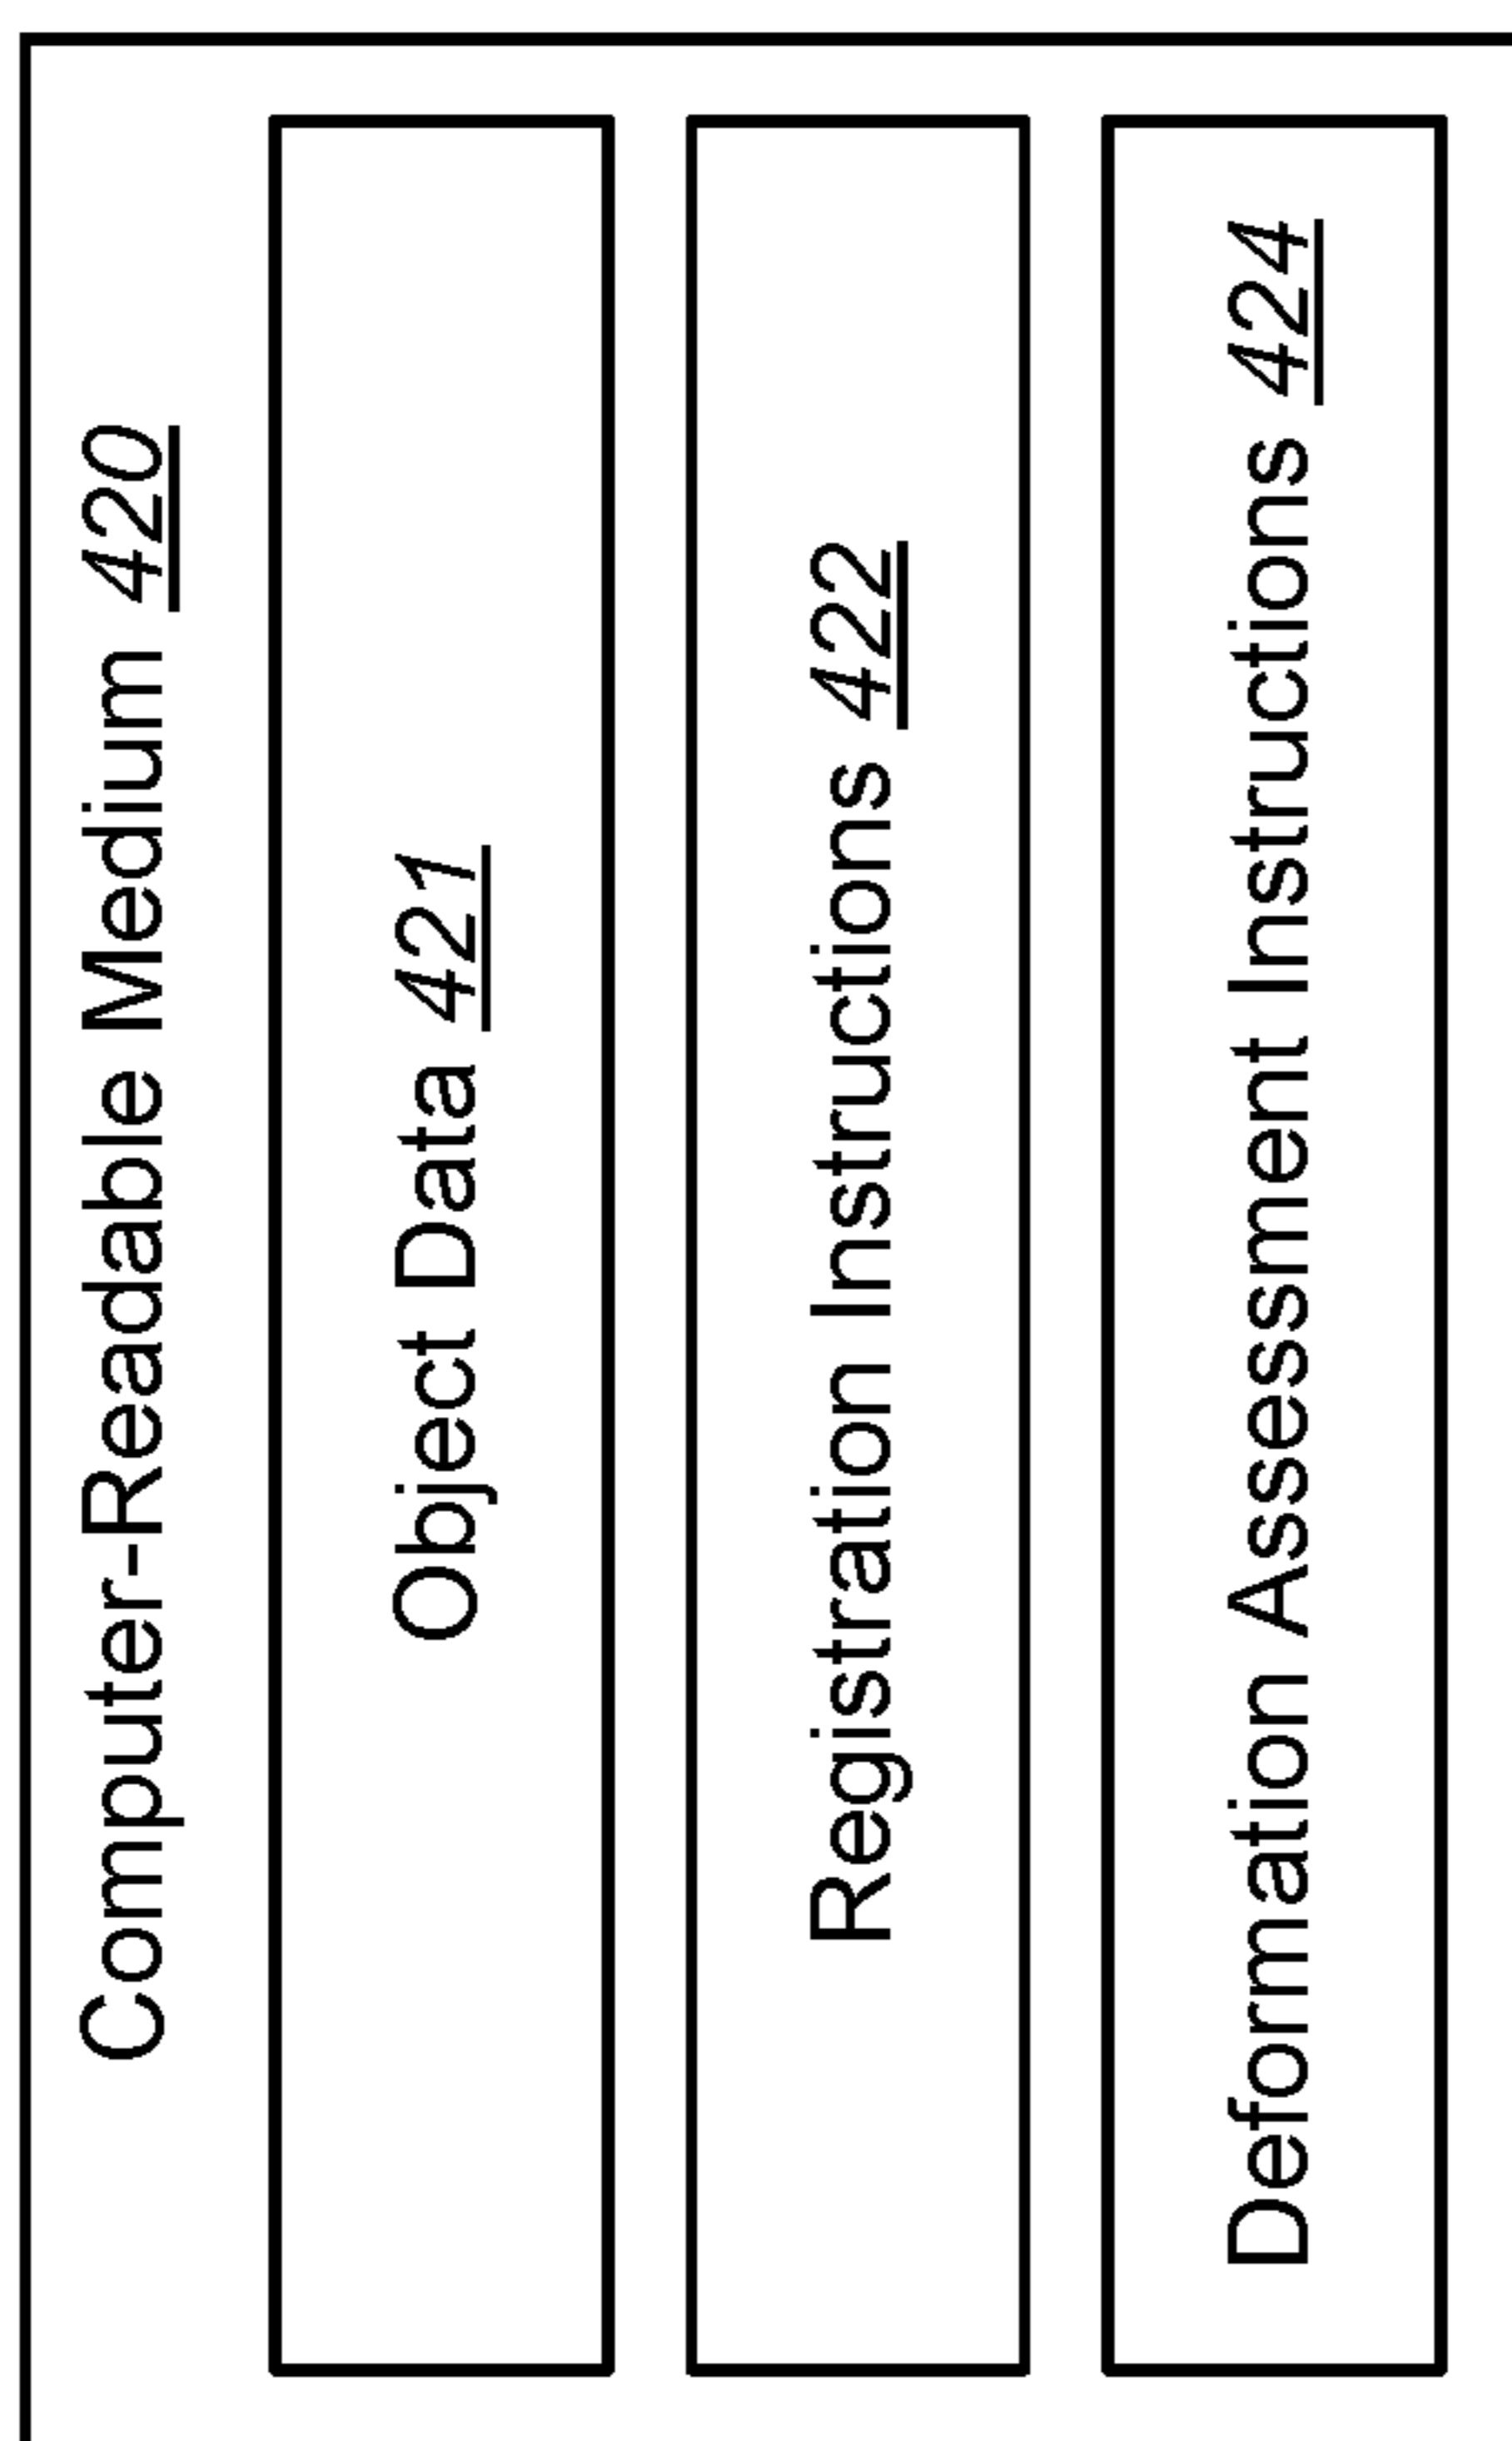 Computer-Readable Medium 420
Object Data 421
Registration Instructions 422
Deformation Assessment Instructions 424